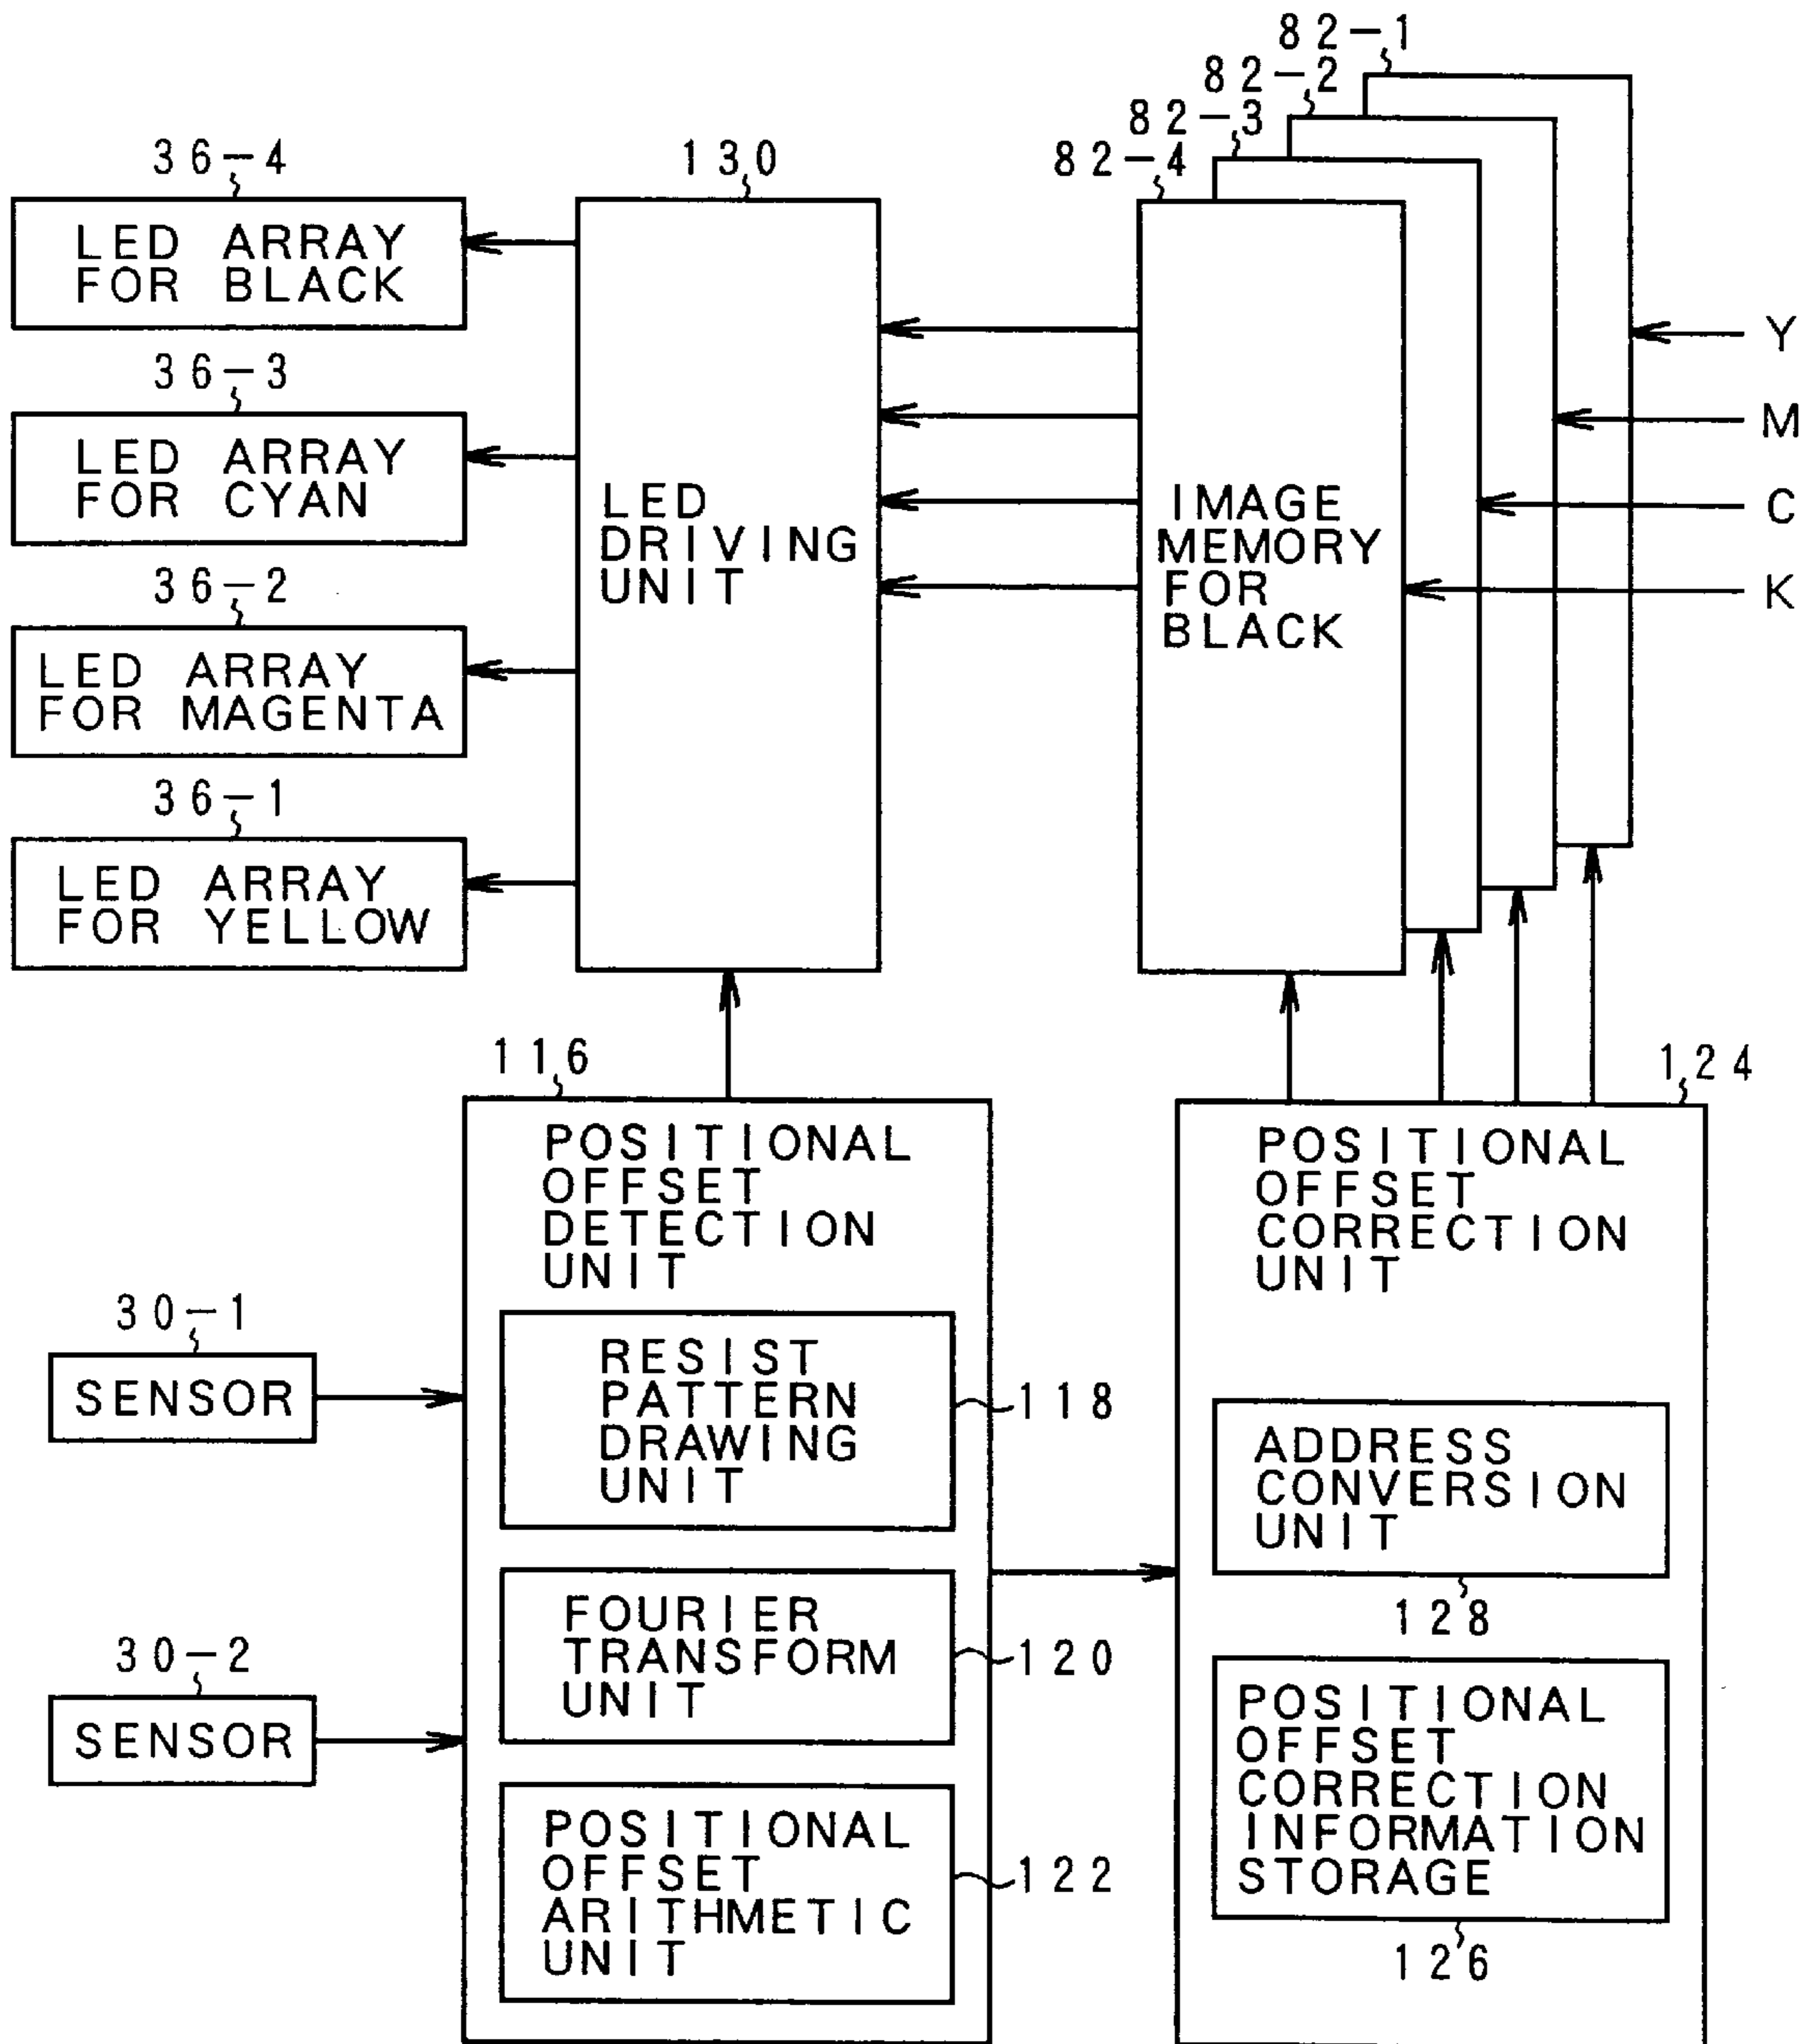 82-1
82-2
82-3
82-4
36-4
LED ARRAY
FOR BLACK
36-3
LED ARRAY
FOR CYAN
36-2
LED ARRAY
FOR MAGENTA
36-1
LED ARRAY
FOR YELLOW
130
LED
DRIVING
UNIT
IMAGE
MEMORY
FOR
BLACK
Y
M
C
K
116
POSITIONAL
OFFSET
DETECTION
UNIT
30-1
SENSOR
30-2
SENSOR
RESIST
PATTERN
DRAWING
UNIT
118
FOURIER
TRANSFORM
UNIT
120
POSITIONAL
OFFSET
ARITHMETIC
UNIT
122
124
POSITIONAL
OFFSET
CORRECTION
UNIT
ADDRESS
CONVERSION
UNIT
128
POSITIONAL
OFFSET
CORRECTION
INFORMATION
STORAGE
126